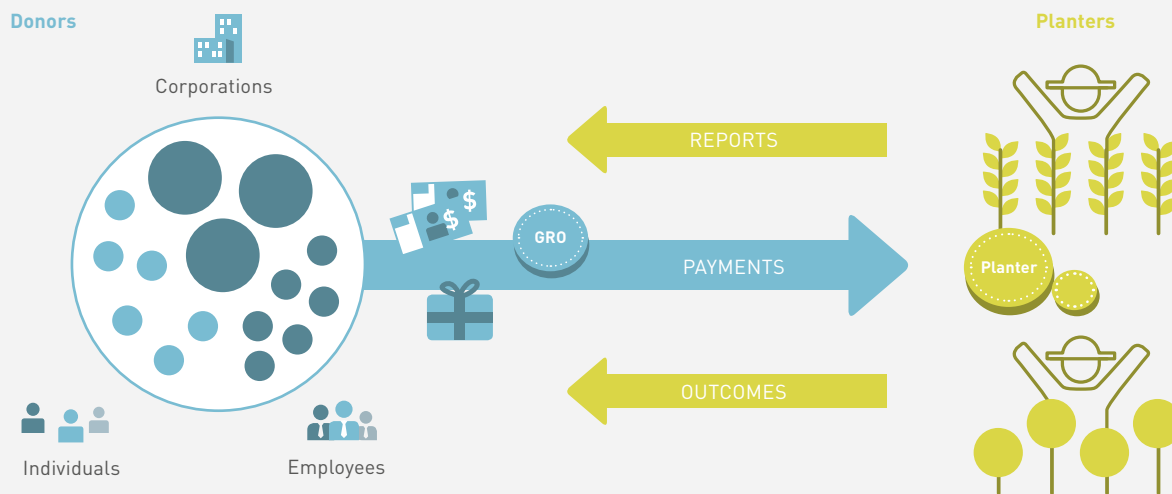 Donors
Planters
Corporations
REPORTS
$
$
GRO
PAYMENTS
Planter
OUTCOMES
Individuals
Employees